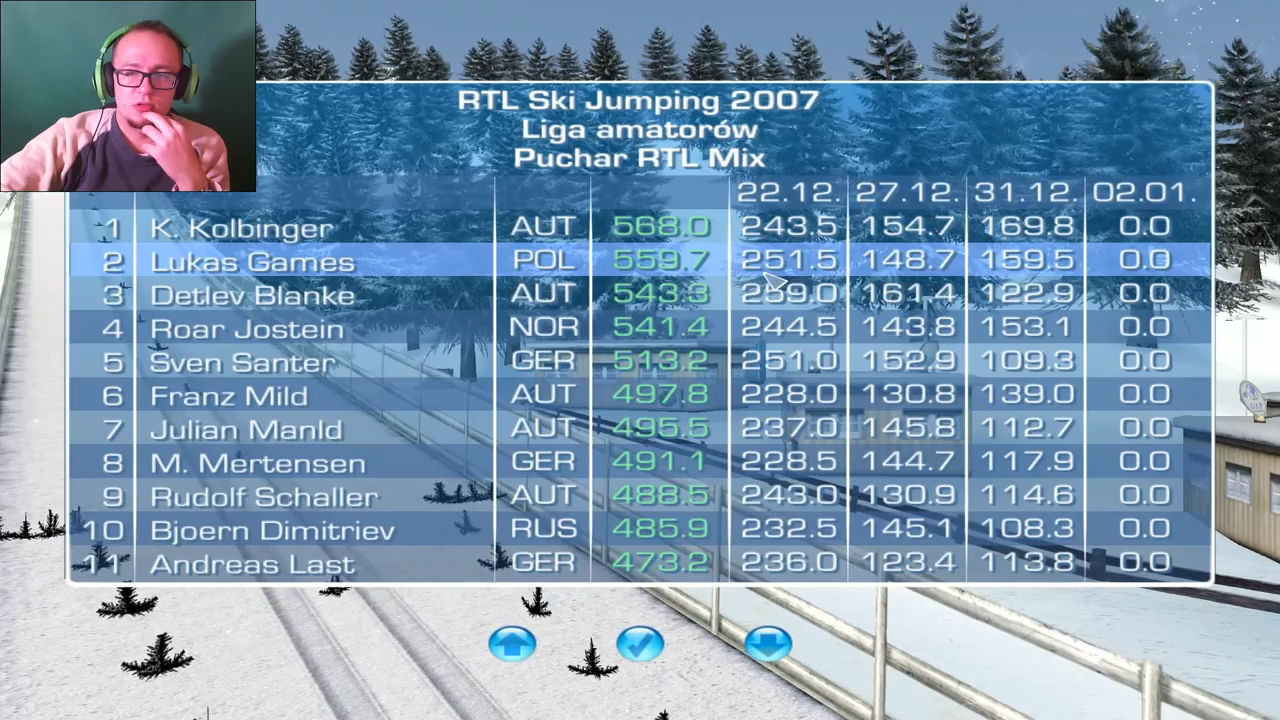 RTL Ski Jumping 2007
Liga amatorów
Puchar RTL Mix
22.12. 27.12. 31.12. 02.01.
1 K. Kolbinger AUT 568.0 243.5 154.7 169.8 0.0
2 Lukas Games POL 559.7 251.5 148.7 159.5 0.0
3 Detlev Blanke AUT 543.3 259.0 161.4 122.9 0.0
4 Roar Jostein NOR 541.4 244.5 143.8 153.1 0.0
5 Sven Santer GER 513.2 251.0 152.9 109.3 0.0
6 Franz Mild AUT 497.8 228.0 130.8 139.0 0.0
7 Julian Manld AUT 495.5 237.0 145.8 112.7 0.0
8 M. Mertensen GER 491.1 228.5 144.7 117.9 0.0
9 Rudolf Schaller AUT 488.5 243.0 130.9 114.6 0.0
10 Bjoern Dimitriev RUS 485.9 232.5 145.1 108.3 0.0
11 Andreas Last GER 473.2 236.0 123.4 113.8 0.0